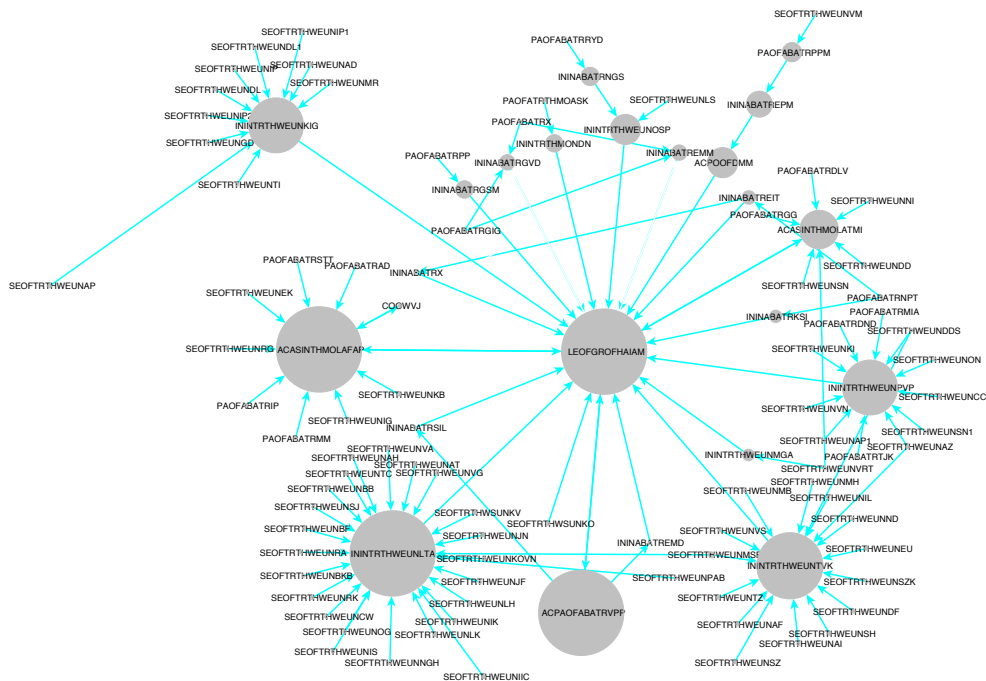 SEOFTRTHWEUNVM
SEOFTRTHWEUNIP1
PAOFABATRRYD
SEOFTRTHWEUNDL1
PAOFABATRPPM
SEOFTRTHWEUNIP
SEOFTRTHWEUNAD
ININABATRNGS
SEOFTRTHWEUNMR
SEOFTRTHWEUNDL
PAOFATRTHMOASK
SEOFTRTHWEUNLS
ININABATRIEPM
SEOFTRTHWEUNIP2
ININTRTHWEUNKIG
PAOFABATRX
ININTRTHWEUNOSP
SEOFTRTHWEUNGD
ININTRTHMONDN
ININABATREMM
PAOFABATRPP
ININABATRGVD
ACPOOFDMM
PAOFABATRDLV
SEOFTRTHWEUNTI
ININABATRGSM
ININABATREIT
SEOFTRTHWEUNNI
PAOFABATRGG
PAOFABATRGIG
ACASINTHMOLATMI
PAOFABATRSTT
PAOFABATRAD
ININABATRX
SEOFTRTHWEUNDD
SEOFTRTHWEUNAP
SEOFTRTHWEUNSN
SEOFTRTHWEUNEK
PAOFABATRNPT
COCWVJ
PAOFABATRMIA
ININABATRKSI
PAOFABATRDND
SEOFTRTHWEUNDDS
SEOFTRTHWEUNRG
ACASINTHMOLAFAP
LEOFGROFHAIAM
SEOFTRTHWEUNKI
SEOFTRTHWEUNON
ININTRTHWEUNPVP
SEOFTRTHWEUNKB
SEOFTRTHWEUNCC
PAOFABATRIP
SEOFTRTHWEUNVN
SEOFTRTHWEUNIG
ININABATRSIL
SEOFTRTHWEUNSN1
PAOFABATRMM
SEOFTRTHWEUNAP1
SEOFTRTHWEUNAZ
SEOFTRTHWEUNVA
ININTRTHWEUNMGA
PAOFABATRTJK
SEOFTRTHWEUNAH
SEOFTRTHWEUNAT
SEOFTRTHWEUNVRT
SEOFTRTHWEUNTC
SEOFTRTHWEUNVG
SEOFTRTHWEUNMH
SEOFTRTHWEUNBB
SEOFTRTHWEUNMB
SEOFTRTHWEUNIL
SEOFTRTHWEUNSJ
SEOFTRTHWSUNKV
SEOFTRTHWEUNND
SEOFTRTHWSUNKO
SEOFTRTHWEUNBF
SEOFTRTHWEUNJN
SEOFTRTHWEUNVS
ININABATREMD
SEOFTRTHWEUNRA
ININTRTHWEUNLTA
SEOFTRTHWEUNKOVN
SEOFTRTHWEUNMSF
SEOFTRTHWEUNEU
ININTRTHWEUNTVK
SEOFTRTHWEUNBKB
SEOFTRTHWEUNJF
SEOFTRTHWEUNPAB
SEOFTRTHWEUNSZK
SEOFTRTHWEUNRK
SEOFTRTHWEUNLH
SEOFTRTHWEUNTZ
SEOFTRTHWEUNCW
ACPAOFABATRVPP
SEOFTRTHWEUNDF
SEOFTRTHWEUNIK
SEOFTRTHWEUNAF
SEOFTRTHWEUNOG
SEOFTRTHWEUNLK
SEOFTRTHWEUNSH
SEOFTRTHWEUNAI
SEOFTRTHWEUNIS
SEOFTRTHWEUNNGH
SEOFTRTHWEUNSZ
SEOFTRTHWEUNIIC